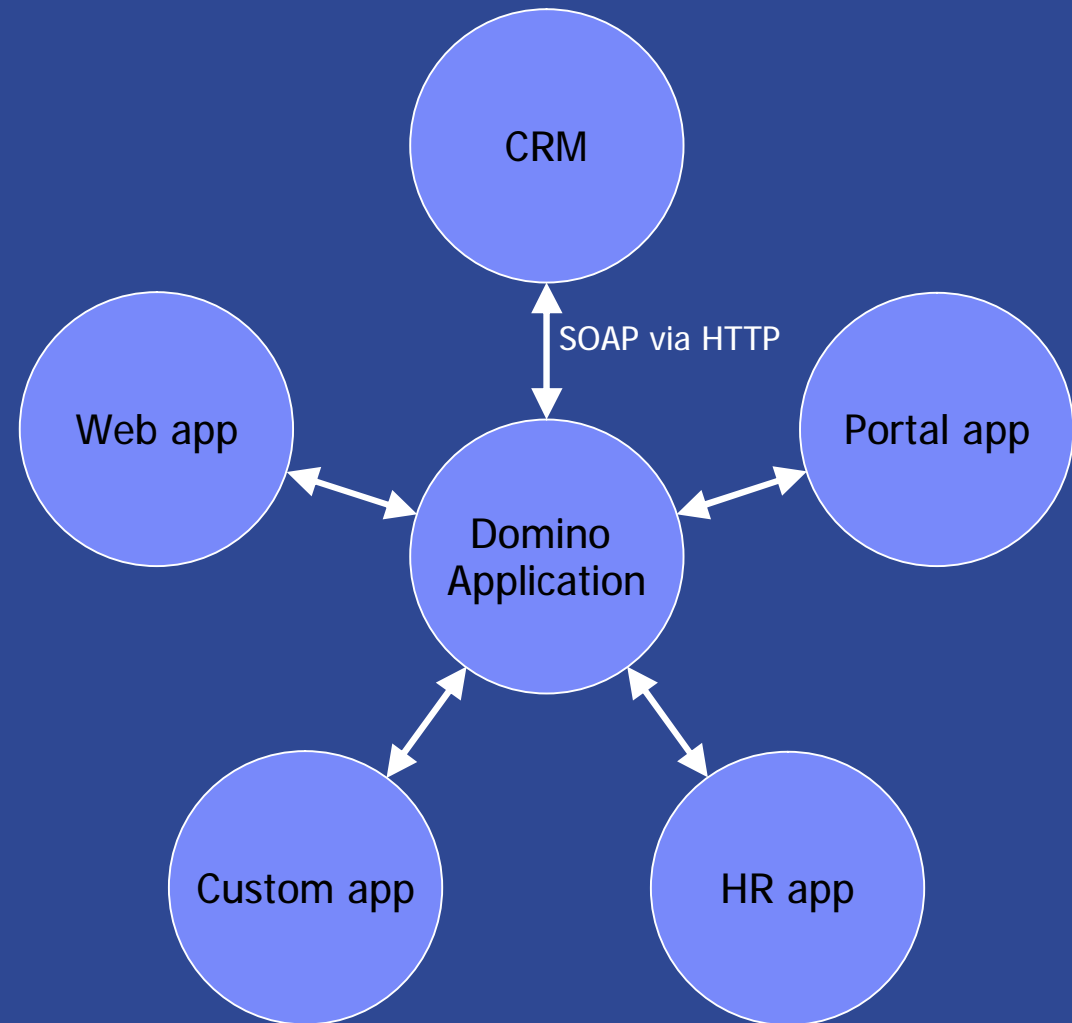 CRM
SOAP via HTTP
Web app
Portal app
Domino
Application
Custom app
HR app